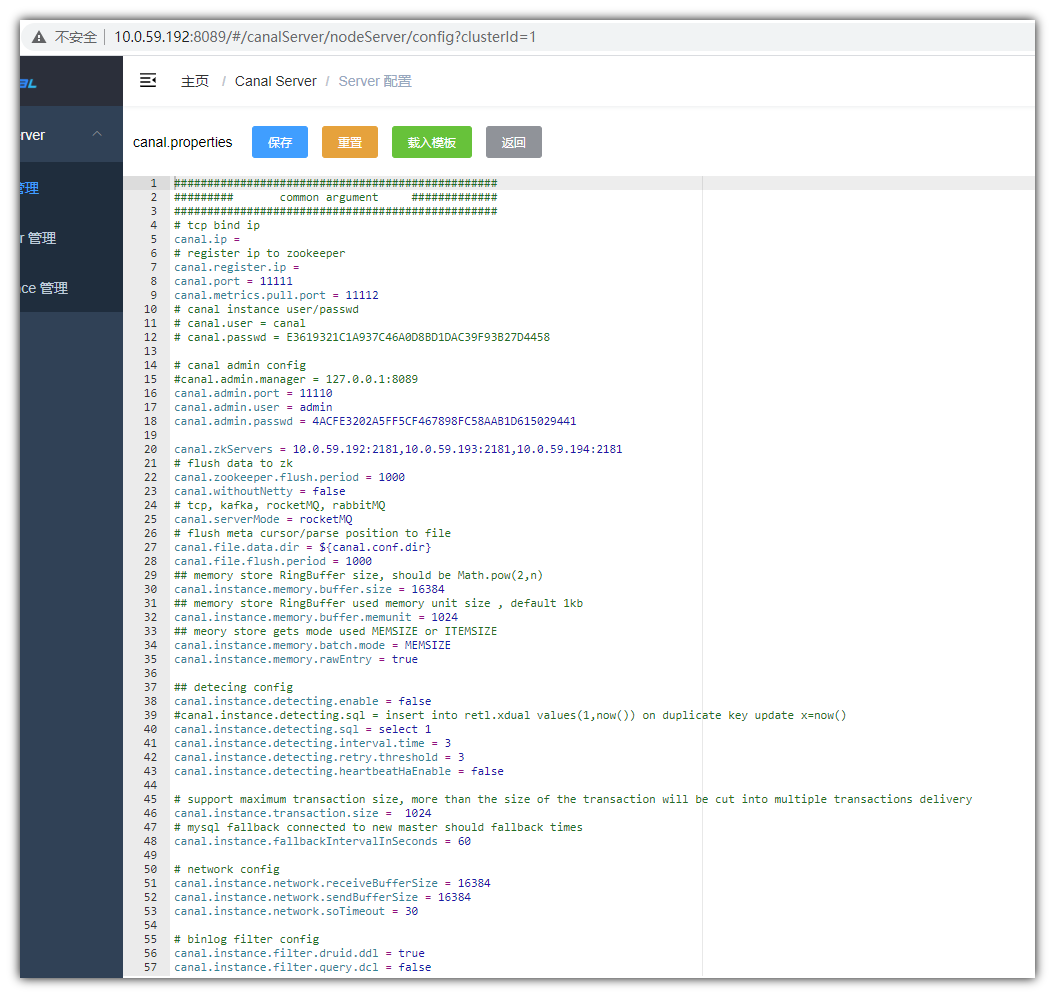 不安全 10.0.59.192:8089/#/canalServer/nodeServer/config?clusterId=1
AL
主页 / Canal Server / Server 配置
rver
canal.properties 保存 重置 载入模板 返回
管理
r 管理
ce 管理
1 #################################################
2 ######### common argument #############
3 #################################################
4 # tcp bind ip
5 canal.ip =
6 # register ip to zookeeper
7 canal.register.ip =
8 canal.port = 11111
9 canal.metrics.pull.port = 11112
10 # canal instance user/passwd
11 # canal.user = canal
12 # canal.passwd = E3619321C1A937C46A0D8BD1DAC39F93B27D4458
13
14 # canal admin config
15 #canal.admin.manager = 127.0.0.1:8089
16 canal.admin.port = 11110
17 canal.admin.user = admin
18 canal.admin.passwd = 4ACFE3202A5FF5CF467898FC58AAB1D615029441
19
20 canal.zkServers = 10.0.59.192:2181,10.0.59.193:2181,10.0.59.194:2181
21 # flush data to zk
22 canal.zookeeper.flush.period = 1000
23 canal.withoutNetty = false
24 # tcp, kafka, rocketMQ, rabbitMQ
25 canal.serverMode = rocketMQ
26 # flush meta cursor/parse position to file
27 canal.file.data.dir = ${canal.conf.dir}
28 canal.file.flush.period = 1000
29 ## memory store RingBuffer size, should be Math.pow(2,n)
30 canal.instance.memory.buffer.size = 16384
31 ## memory store RingBuffer used memory unit size , default 1kb
32 canal.instance.memory.buffer.memunit = 1024
33 ## meory store gets mode used MEMSIZE or ITEMSIZE
34 canal.instance.memory.batch.mode = MEMSIZE
35 canal.instance.memory.rawEntry = true
36
37 ## detecing config
38 canal.instance.detecting.enable = false
39 #canal.instance.detecting.sql = insert into retl.xdual values(1,now()) on duplicate key update x=now()
40 canal.instance.detecting.sql = select 1
41 canal.instance.detecting.interval.time = 3
42 canal.instance.detecting.retry.threshold = 3
43 canal.instance.detecting.heartbeatHaEnable = false
44
45 # support maximum transaction size, more than the size of the transaction will be cut into multiple transactions delivery
46 canal.instance.transaction.size =  1024
47 # mysql fallback connected to new master should fallback times
48 canal.instance.fallbackIntervalInSeconds = 60
49
50 # network config
51 canal.instance.network.receiveBufferSize = 16384
52 canal.instance.network.sendBufferSize = 16384
53 canal.instance.network.soTimeout = 30
54
55 # binlog filter config
56 canal.instance.filter.druid.ddl = true
57 canal.instance.filter.query.dcl = false